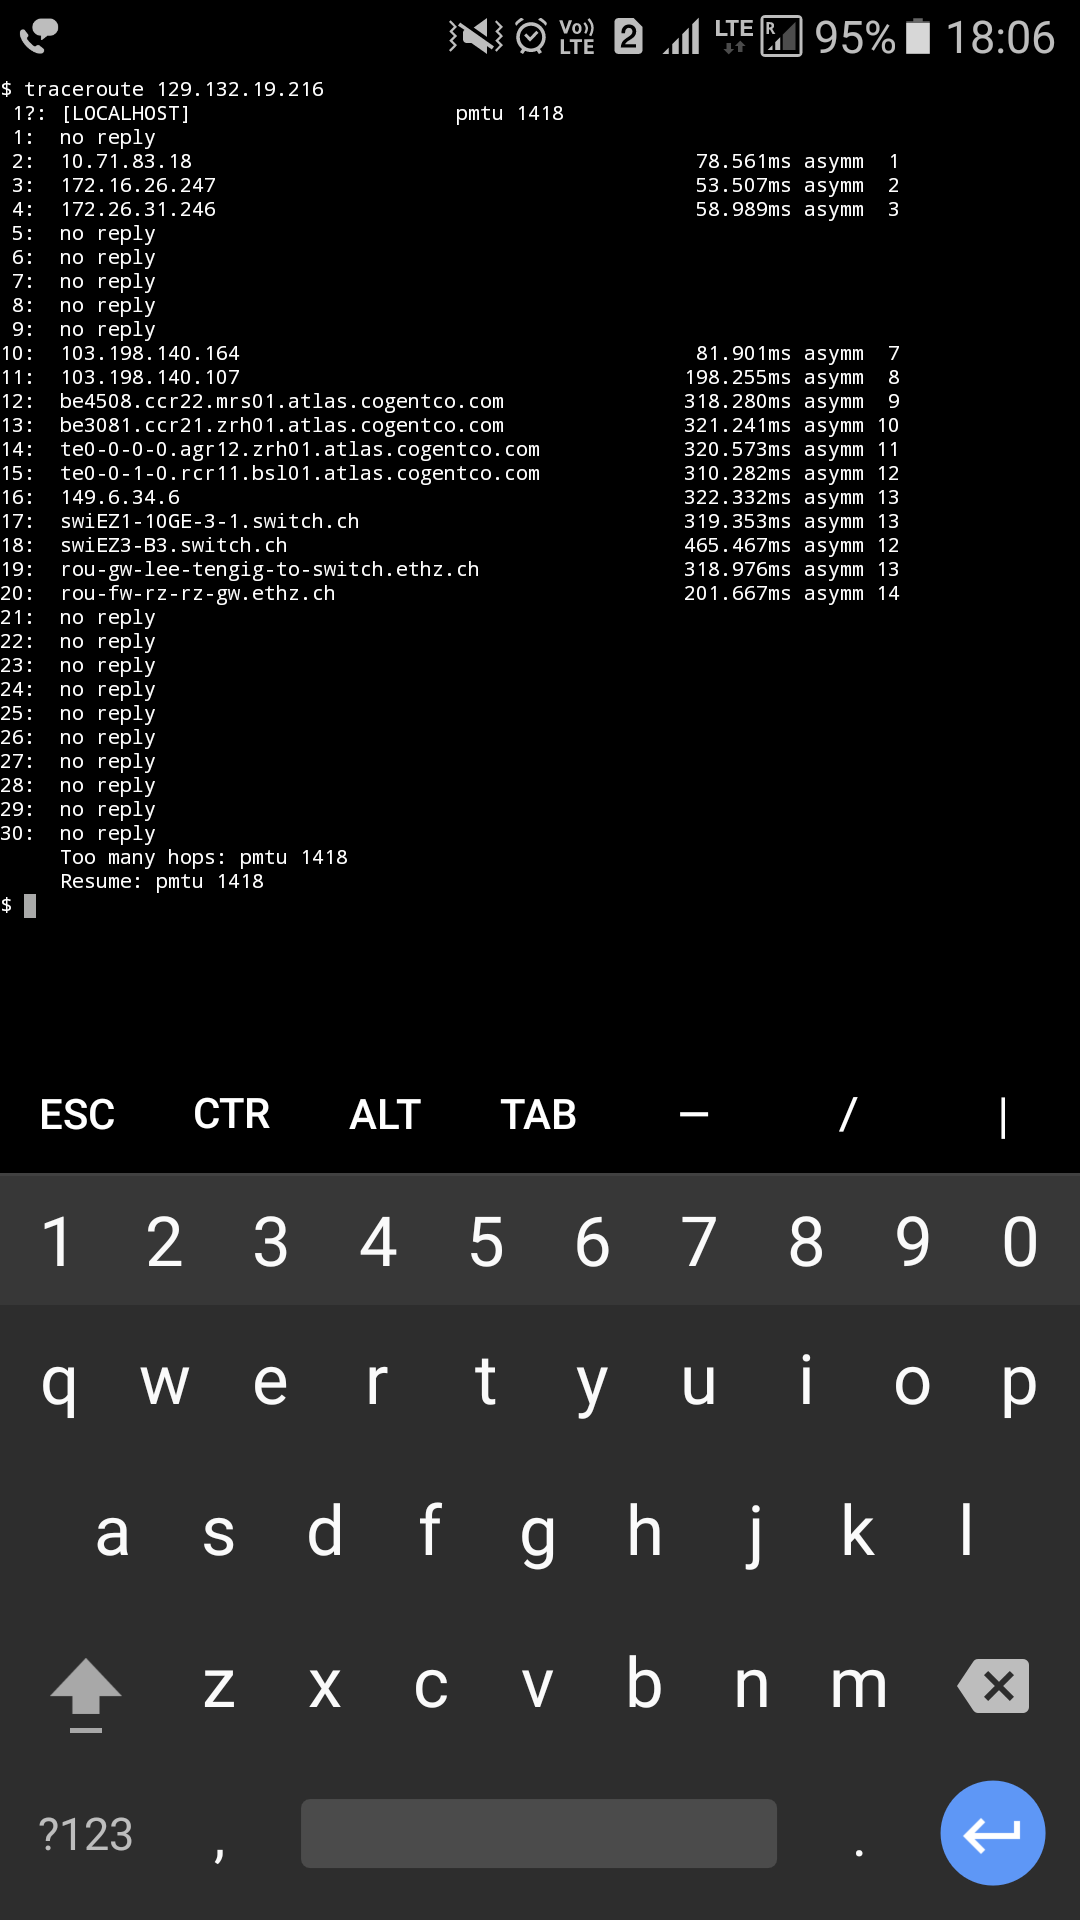 Vo)) LTE 2 LTE R 95% 18:06
$ traceroute 129.132.19.216
1?: [LOCALHOST] pmtu 1418
1: no reply
2: 10.71.83.18 78.561ms asymm 1
3: 172.16.26.247 53.507ms asymm 2
4: 172.26.31.246 58.989ms asymm 3
5: no reply
6: no reply
7: no reply
8: no reply
9: no reply
10: 103.198.140.164 81.901ms asymm 7
11: 103.198.140.107 198.255ms asymm 8
12: be4508.ccr22.mrs01.atlas.cogentco.com 318.280ms asymm 9
13: be3081.ccr21.zrh01.atlas.cogentco.com 321.241ms asymm 10
14: te0-0-0-0.agr12.zrh01.atlas.cogentco.com 320.573ms asymm 11
15: te0-0-1-0.rcr11.bsl01.atlas.cogentco.com 310.282ms asymm 12
16: 149.6.34.6 322.332ms asymm 13
17: swiEZ1-10GE-3-1.switch.ch 319.353ms asymm 13
18: swiEZ3-B3.switch.ch 465.467ms asymm 12
19: rou-gw-lee-tengig-to-switch.ethz.ch 318.976ms asymm 13
20: rou-fw-rz-rz-gw.ethz.ch 201.667ms asymm 14
21: no reply
22: no reply
23: no reply
24: no reply
25: no reply
26: no reply
27: no reply
28: no reply
29: no reply
30: no reply
Too many hops: pmtu 1418
Resume: pmtu 1418
$
ESC CTR ALT TAB — / |
1 2 3 4 5 6 7 8 9 0
q w e r t y u i o p
a s d f g h j k l
z x c v b n m
?123 , .